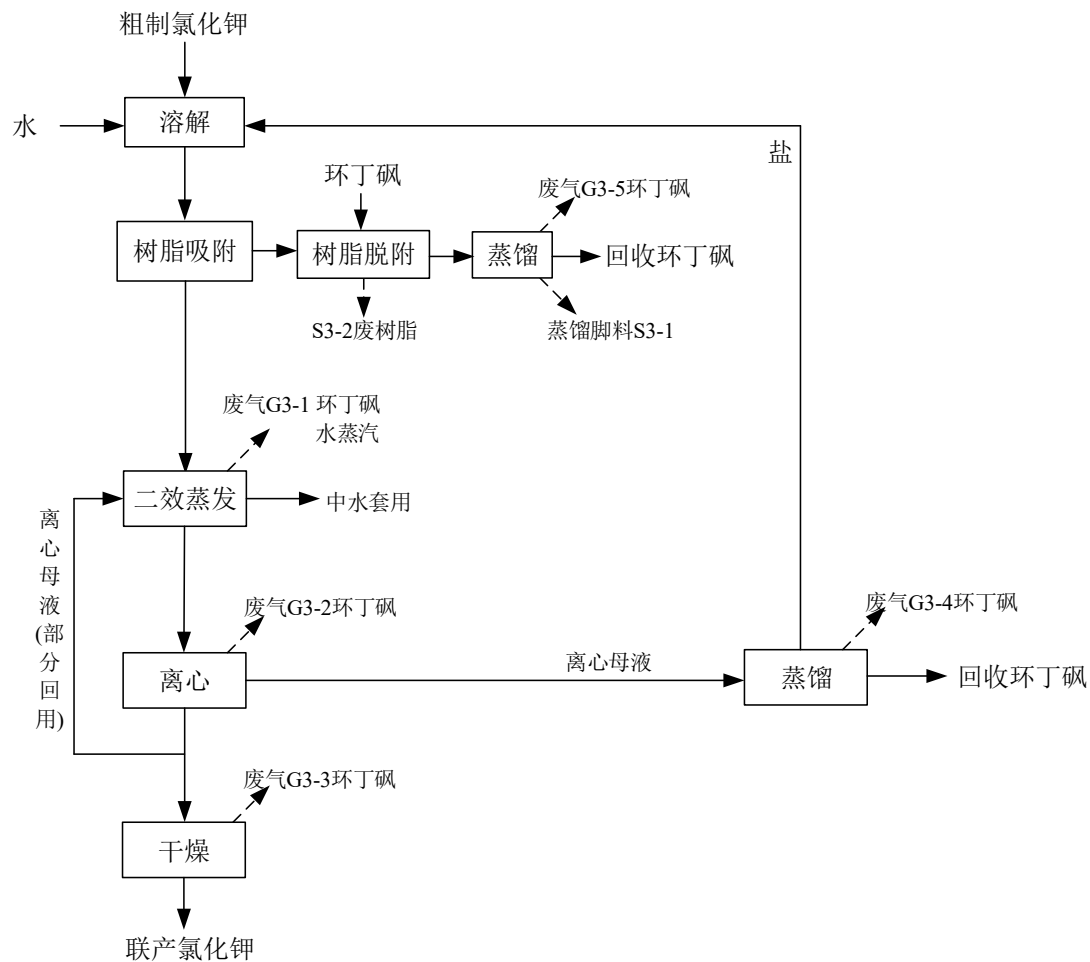 粗制氯化钾
水
溶解
盐
环丁砜
废气G3-5环丁砜
树脂吸附
树脂脱附
蒸馏
回收环丁砜
S3-2废树脂
蒸馏脚料S3-1
废气G3-1 环丁砜
水蒸汽
二效蒸发
中水套用
离心母液(部分回用)
废气G3-2环丁砜
废气G3-4环丁砜
离心
离心母液
蒸馏
回收环丁砜
废气G3-3环丁砜
干燥
联产氯化钾